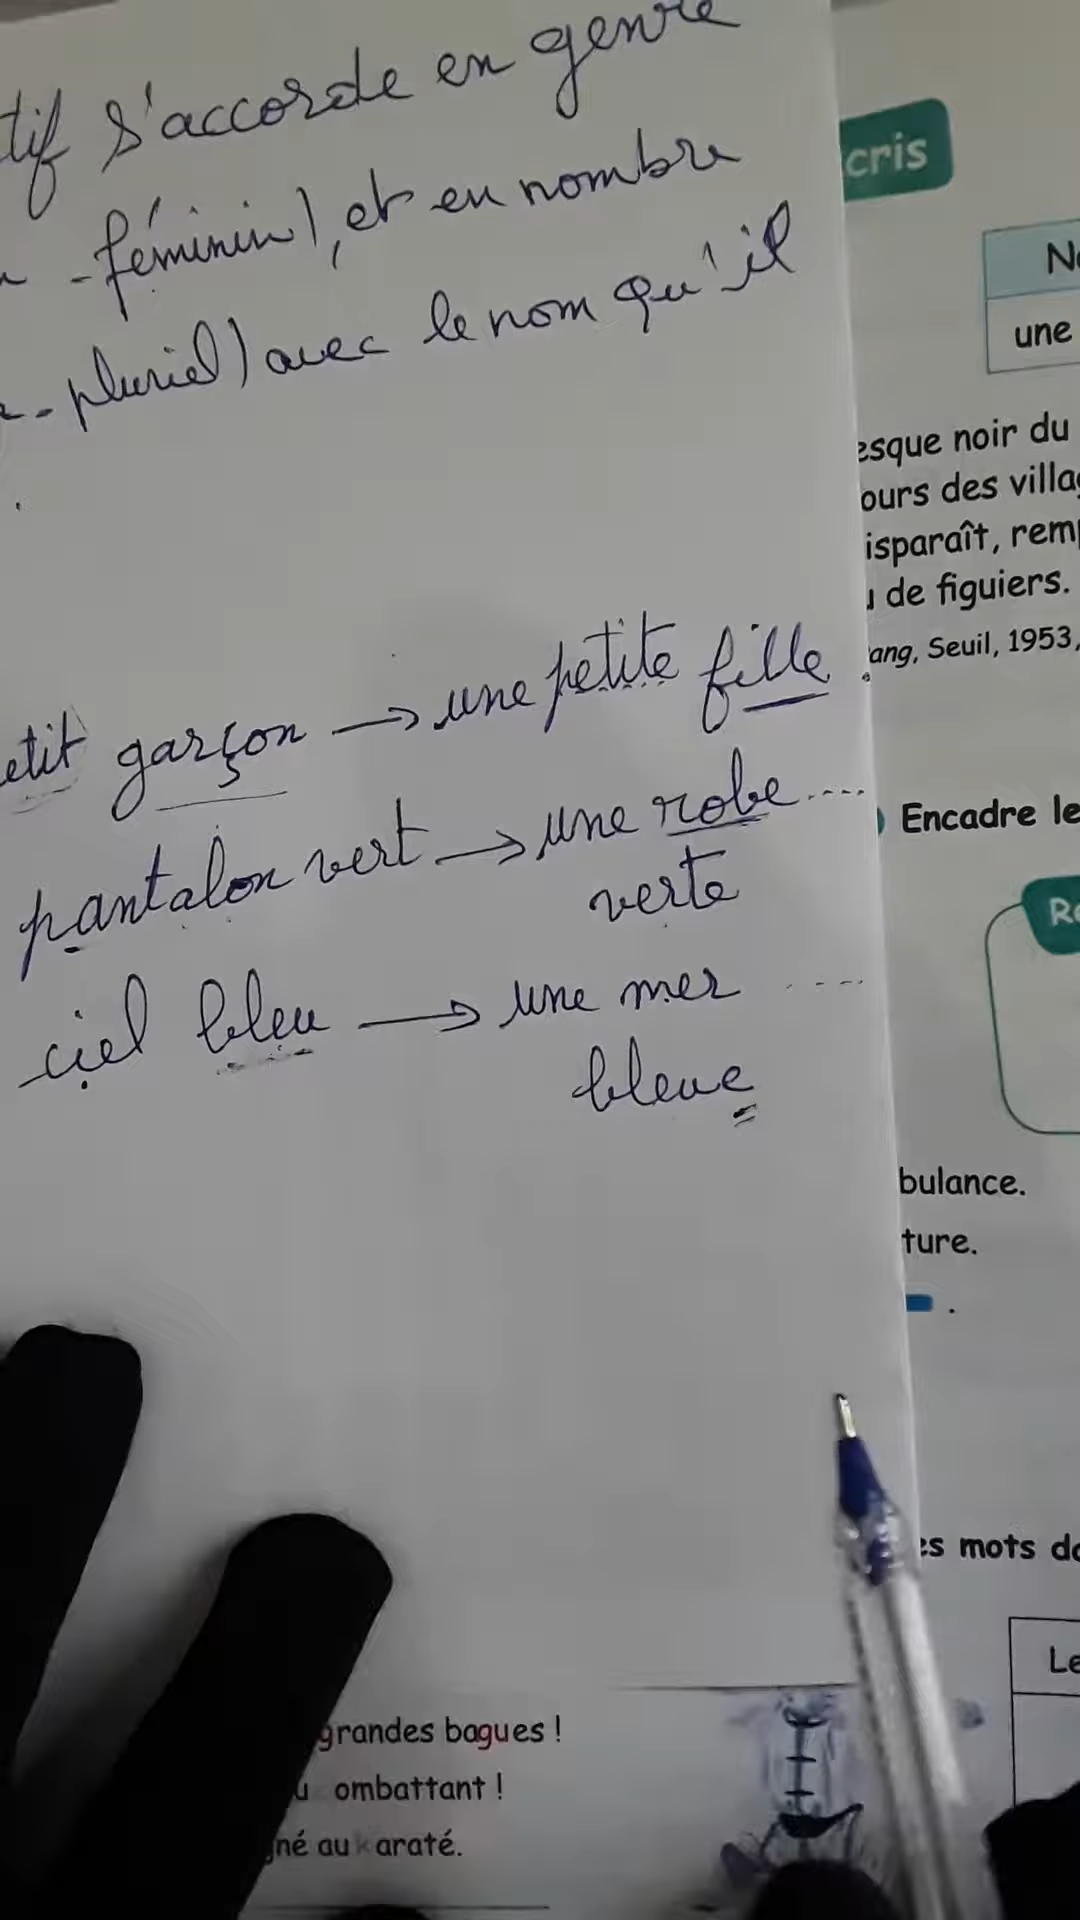 s'accorde en genre
- féminin), et en nombre
- pluriel) avec le nom qu'il
.
etit garçon → une petite fille.
pantalon vert → une robe ....
verte
ciel bleu → une mer ....
bleue
cris
une
esque noir du
ours des villa
isparaît, rem
de figuiers.
ang, Seuil, 1953,
Encadre le
bulance.
ture.
.
es mots d
Le
grandes bagues !
ombattant !
né au karaté.